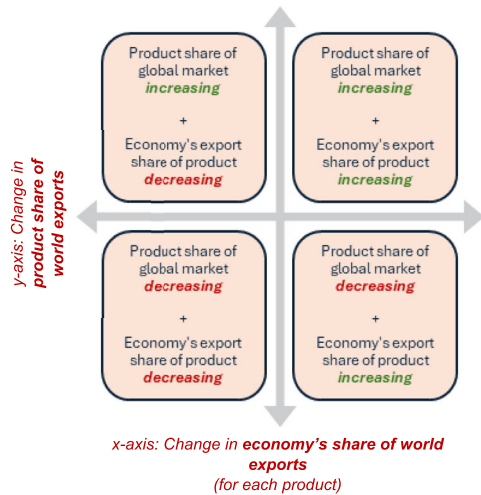 Product share of
global market
increasing
+
Economy's export
share of product
decreasing
Product share of
global market
increasing
+
Economy's export
share of product
increasing
y-axis: Change in
product share of
world exports
Product share of
global market
decreasing
+
Economy's export
share of product
decreasing
Product share of
global market
decreasing
+
Economy's export
share of product
increasing
x-axis: Change in economy’s share of world
exports
(for each product)